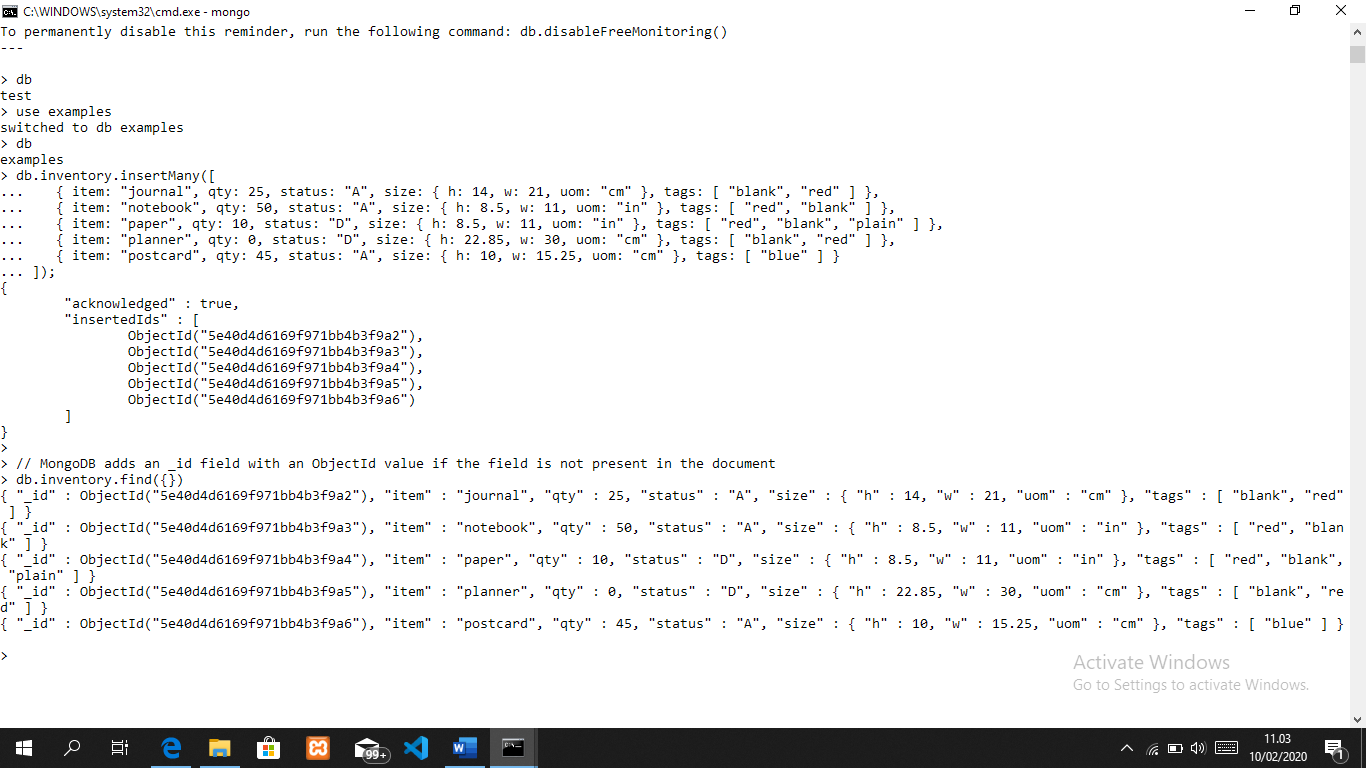 C:\WINDOWS\system32\cmd.exe - mongo
To permanently disable this reminder, run the following command: db.disableFreeMonitoring()
---
> db
test
> use examples
switched to db examples
> db
examples
> db.inventory.insertMany([
...    { item: "journal", qty: 25, status: "A", size: { h: 14, w: 21, uom: "cm" }, tags: [ "blank", "red" ] },
...    { item: "notebook", qty: 50, status: "A", size: { h: 8.5, w: 11, uom: "in" }, tags: [ "red", "blank" ] },
...    { item: "paper", qty: 10, status: "D", size: { h: 8.5, w: 11, uom: "in" }, tags: [ "red", "blank", "plain" ] },
...    { item: "planner", qty: 0, status: "D", size: { h: 22.85, w: 30, uom: "cm" }, tags: [ "blank", "red" ] },
...    { item: "postcard", qty: 45, status: "A", size: { h: 10, w: 15.25, uom: "cm" }, tags: [ "blue" ] }
... ]);
{
        "acknowledged" : true,
        "insertedIds" : [
                ObjectId("5e40d4d6169f971bb4b3f9a2"),
                ObjectId("5e40d4d6169f971bb4b3f9a3"),
                ObjectId("5e40d4d6169f971bb4b3f9a4"),
                ObjectId("5e40d4d6169f971bb4b3f9a5"),
                ObjectId("5e40d4d6169f971bb4b3f9a6")
        ]
}
>
> // MongoDB adds an _id field with an ObjectId value if the field is not present in the document
> db.inventory.find({})
{ "_id" : ObjectId("5e40d4d6169f971bb4b3f9a2"), "item" : "journal", "qty" : 25, "status" : "A", "size" : { "h" : 14, "w" : 21, "uom" : "cm" }, "tags" : [ "blank", "red"
 ] }
{ "_id" : ObjectId("5e40d4d6169f971bb4b3f9a3"), "item" : "notebook", "qty" : 50, "status" : "A", "size" : { "h" : 8.5, "w" : 11, "uom" : "in" }, "tags" : [ "red", "blan
k" ] }
{ "_id" : ObjectId("5e40d4d6169f971bb4b3f9a4"), "item" : "paper", "qty" : 10, "status" : "D", "size" : { "h" : 8.5, "w" : 11, "uom" : "in" }, "tags" : [ "red", "blank",
 "plain" ] }
{ "_id" : ObjectId("5e40d4d6169f971bb4b3f9a5"), "item" : "planner", "qty" : 0, "status" : "D", "size" : { "h" : 22.85, "w" : 30, "uom" : "cm" }, "tags" : [ "blank", "re
d" ] }
{ "_id" : ObjectId("5e40d4d6169f971bb4b3f9a6"), "item" : "postcard", "qty" : 45, "status" : "A", "size" : { "h" : 10, "w" : 15.25, "uom" : "cm" }, "tags" : [ "blue" ] }
>
Activate Windows
Go to Settings to activate Windows.
99+
11.03
10/02/2020
1